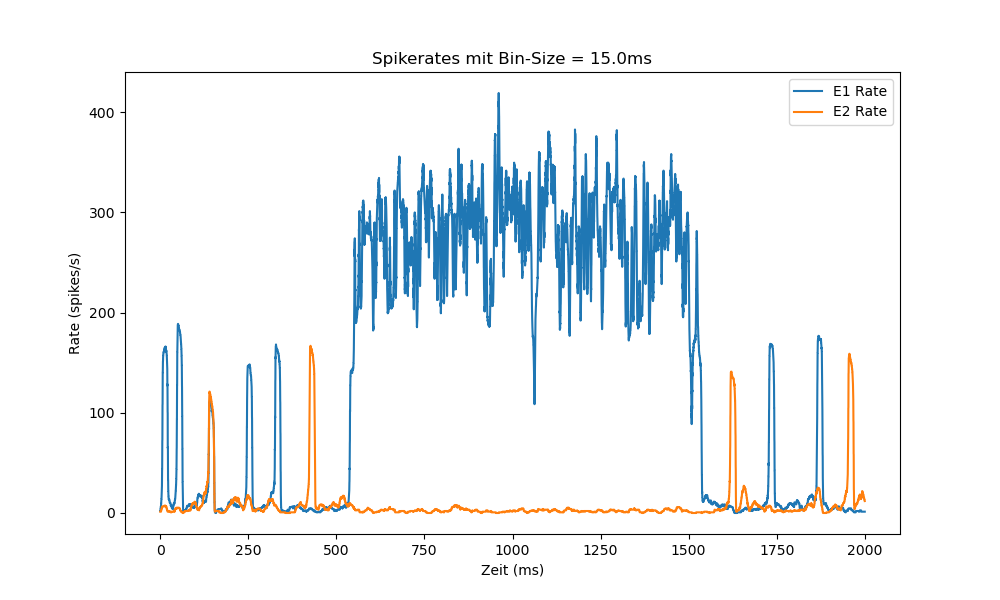 Spikerates mit Bin-Size = 15.0ms
E1 Rate
E2 Rate
Rate (spikes/s)
400
300
200
100
0
0
250
500
750
1000
1250
1500
1750
2000
Zeit (ms)